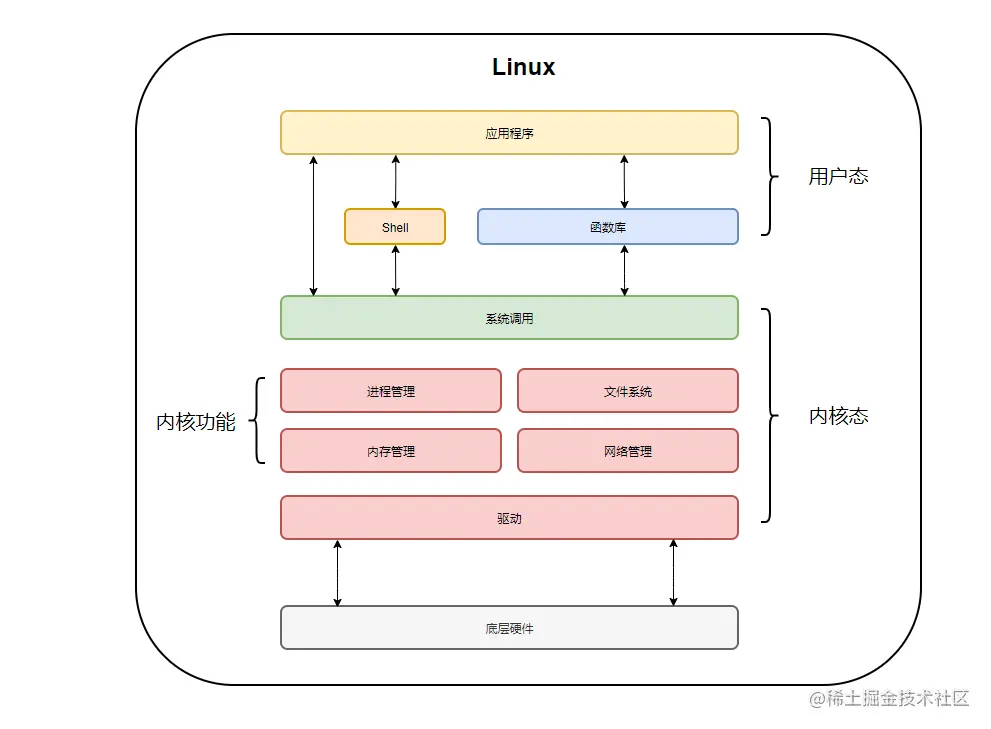 Linux
应用程序
用户态
Shell
函数库
系统调用
进程管理
文件系统
内核功能
内核态
内存管理
网络管理
驱动
底层硬件
@稀土掘金技术社区